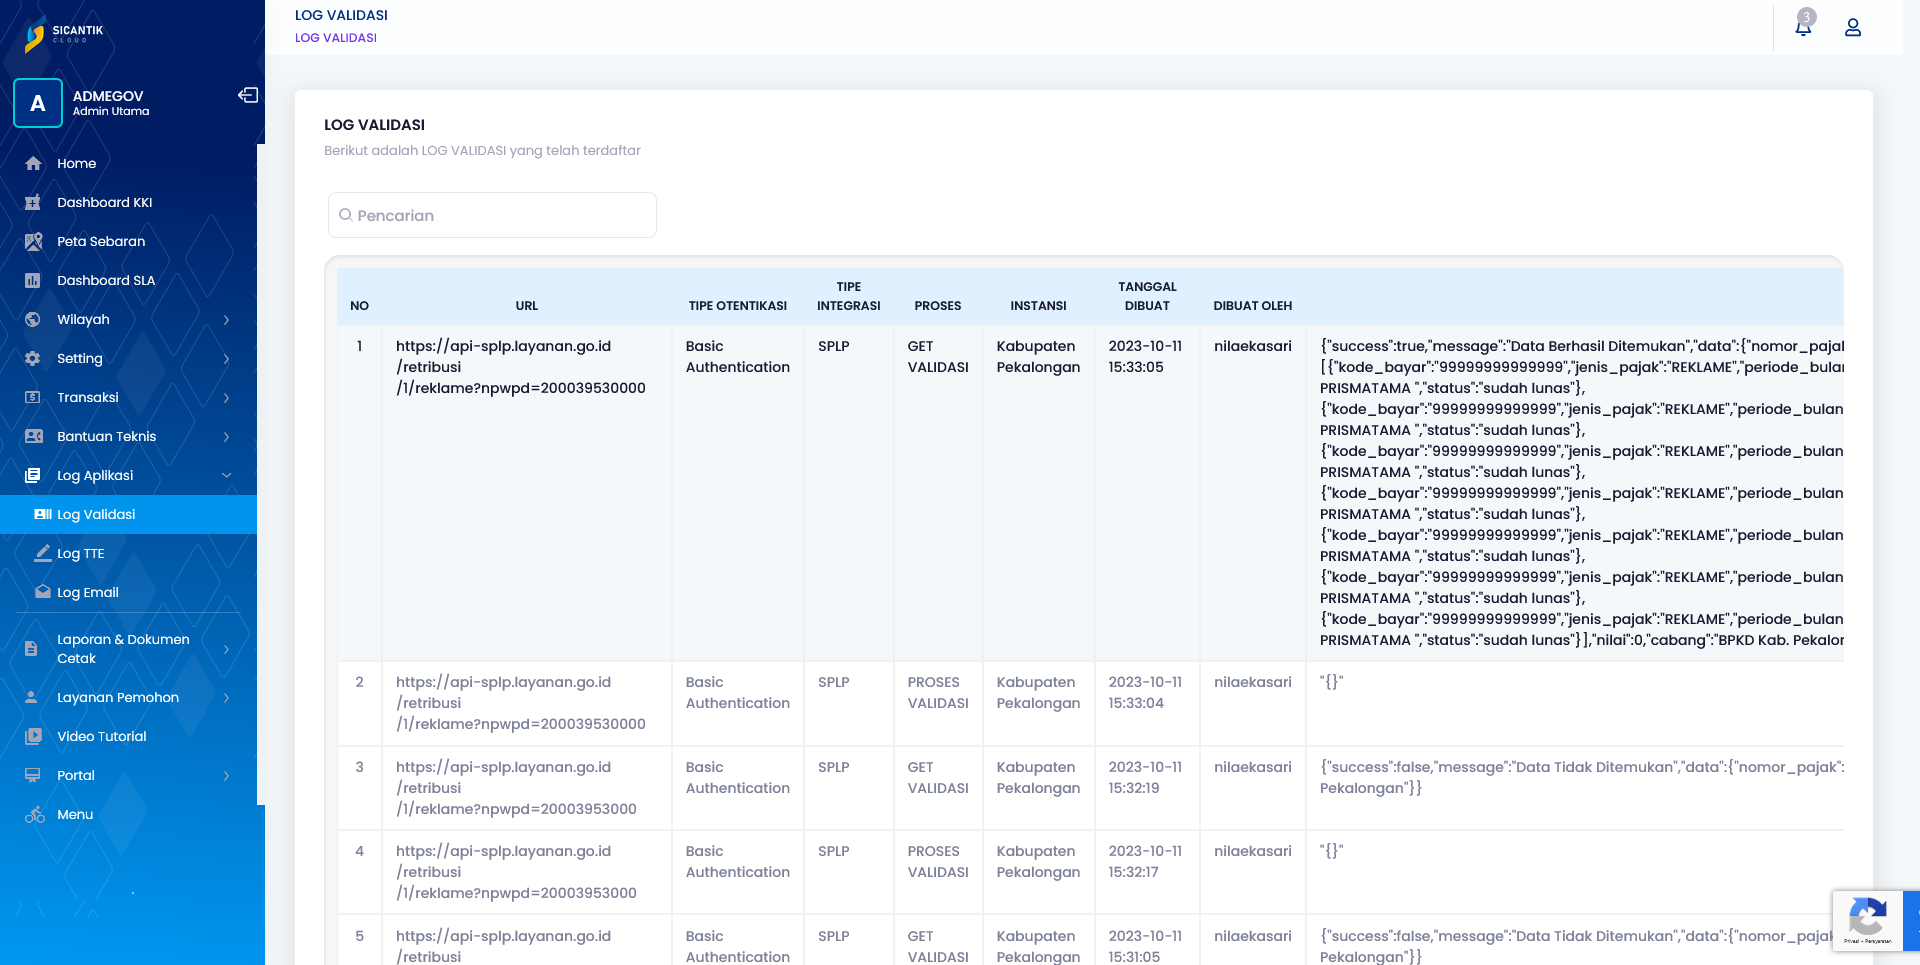 SICANTIK
CLOUD
A
ADMEGOV
Admin Utama
Home
Dashboard KKI
Peta Sebaran
Dashboard SLA
Wilayah
Setting
Transaksi
Bantuan Teknis
Log Aplikasi
Log Validasi
Log TTE
Log Email
Laporan & Dokumen
Cetak
Layanan Pemohon
Video Tutorial
Portal
Menu
LOG VALIDASI
LOG VALIDASI
3
LOG VALIDASI
Berikut adalah LOG VALIDASI yang telah terdaftar
Pencarian
NO
URL
TIPE OTENTIKASI
TIPE
INTEGRASI
PROSES
INSTANSI
TANGGAL
DIBUAT
DIBUAT OLEH
1
https://api-splp.layanan.go.id
/retribusi
/1/reklame?npwpd=200039530000
Basic
Authentication
SPLP
GET
VALIDASI
Kabupaten
Pekalongan
2023-10-11
15:33:05
nilaekasari
{"success":true,"message":"Data Berhasil Ditemukan","data":{"nomor_pajak
[{"kode_bayar":"99999999999999","jenis_pajak":"REKLAME","periode_bulan
PRISMATAMA ","status":"sudah lunas"},
{"kode_bayar":"99999999999999","jenis_pajak":"REKLAME","periode_bulan
PRISMATAMA ","status":"sudah lunas"},
{"kode_bayar":"99999999999999","jenis_pajak":"REKLAME","periode_bulan
PRISMATAMA ","status":"sudah lunas"},
{"kode_bayar":"99999999999999","jenis_pajak":"REKLAME","periode_bulan
PRISMATAMA ","status":"sudah lunas"},
{"kode_bayar":"99999999999999","jenis_pajak":"REKLAME","periode_bulan
PRISMATAMA ","status":"sudah lunas"},
{"kode_bayar":"99999999999999","jenis_pajak":"REKLAME","periode_bulan
PRISMATAMA ","status":"sudah lunas"},
{"kode_bayar":"99999999999999","jenis_pajak":"REKLAME","periode_bulan
PRISMATAMA ","status":"sudah lunas"}],"nilai":0,"cabang":"BPKD Kab. Pekalon
2
https://api-splp.layanan.go.id
/retribusi
/1/reklame?npwpd=200039530000
Basic
Authentication
SPLP
PROSES
VALIDASI
Kabupaten
Pekalongan
2023-10-11
15:33:04
nilaekasari
"{}"
3
https://api-splp.layanan.go.id
/retribusi
/1/reklame?npwpd=20003953000
Basic
Authentication
SPLP
GET
VALIDASI
Kabupaten
Pekalongan
2023-10-11
15:32:19
nilaekasari
{"success":false,"message":"Data Tidak Ditemukan","data":{"nomor_pajak":
Pekalongan"}}
4
https://api-splp.layanan.go.id
/retribusi
/1/reklame?npwpd=20003953000
Basic
Authentication
SPLP
PROSES
VALIDASI
Kabupaten
Pekalongan
2023-10-11
15:32:17
nilaekasari
"{}"
5
https://api-splp.layanan.go.id
/retribusi
Basic
Authentication
SPLP
GET
VALIDASI
Kabupaten
Pekalongan
2023-10-11
15:31:05
nilaekasari
{"success":false,"message":"Data Tidak Ditemukan","data":{"nomor_pajak
Pekalongan"}}
Privasi - Persyaratan